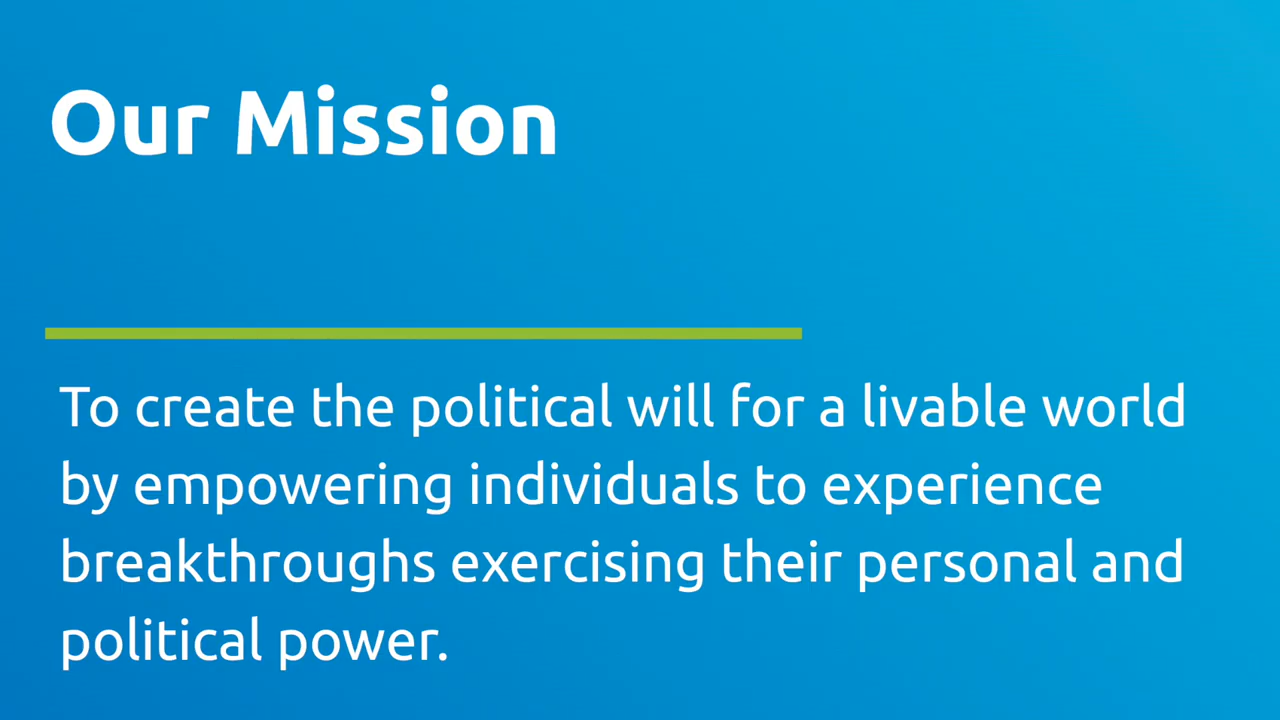 Our Mission
To create the political will for a livable world
by empowering individuals to experience
breakthroughs exercising their personal and
political power.